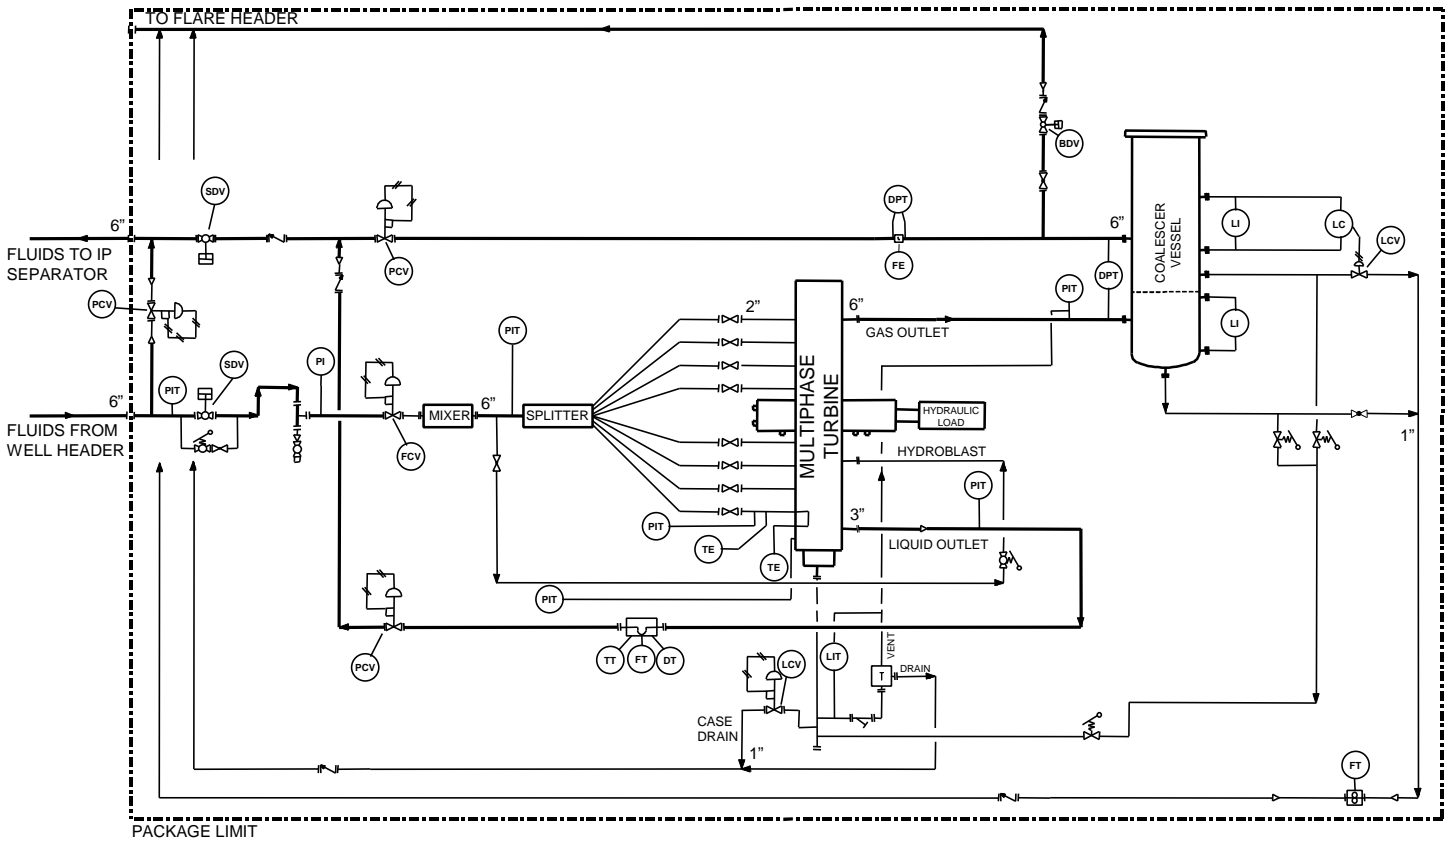 TO FLARE HEADER
BDV
SDV
DPT
6”
6”
COALESCER
VESSEL
LI
LC
LCV
FLUIDS TO IP
SEPARATOR
PCV
FE
DPT
PIT
PCV
2”
6”
GAS OUTLET
LI
PIT
PI
SDV
PIT
6”
MIXER
6”
SPLITTER
MULTIPHASE
TURBINE
HYDRAULIC
LOAD
FLUIDS FROM
WELL HEADER
FCV
HYDROBLAST
1”
PIT
3”
PIT
TE
TE
LIQUID OUTLET
PIT
PCV
TT
FT
DT
LCV
LIT
VENT
T
DRAIN
CASE
DRAIN
1”
FT
PACKAGE LIMIT